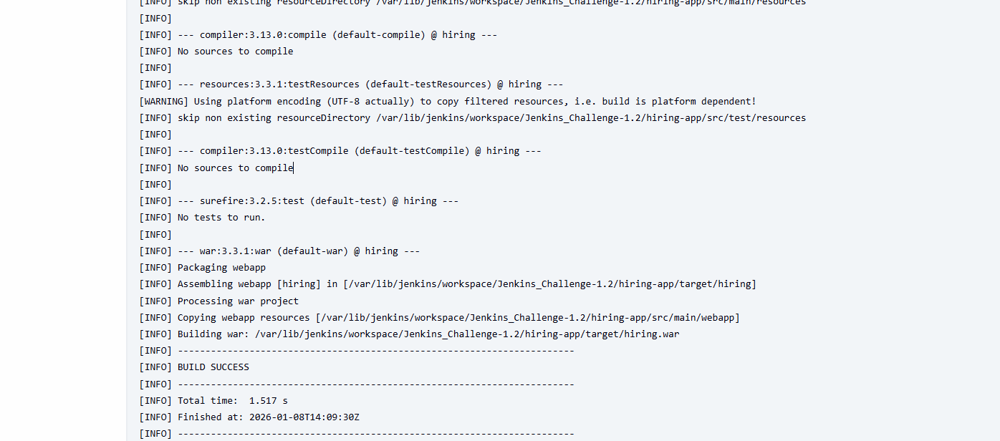 [INFO] skip non existing resourceDirectory /var/lib/jenkins/workspace/Jenkins_Challenge-1.2/hiring-app/src/main/resources
[INFO]
[INFO] --- compiler:3.13.0:compile (default-compile) @ hiring ---
[INFO] No sources to compile
[INFO]
[INFO] --- resources:3.3.1:testResources (default-testResources) @ hiring ---
[WARNING] Using platform encoding (UTF-8 actually) to copy filtered resources, i.e. build is platform dependent!
[INFO] skip non existing resourceDirectory /var/lib/jenkins/workspace/Jenkins_Challenge-1.2/hiring-app/src/test/resources
[INFO]
[INFO] --- compiler:3.13.0:testCompile (default-testCompile) @ hiring ---
[INFO] No sources to compile
[INFO]
[INFO] --- surefire:3.2.5:test (default-test) @ hiring ---
[INFO] No tests to run.
[INFO]
[INFO] --- war:3.3.1:war (default-war) @ hiring ---
[INFO] Packaging webapp
[INFO] Assembling webapp [hiring] in [/var/lib/jenkins/workspace/Jenkins_Challenge-1.2/hiring-app/target/hiring]
[INFO] Processing war project
[INFO] Copying webapp resources [/var/lib/jenkins/workspace/Jenkins_Challenge-1.2/hiring-app/src/main/webapp]
[INFO] Building war: /var/lib/jenkins/workspace/Jenkins_Challenge-1.2/hiring-app/target/hiring.war
[INFO] ------------------------------------------------------------------------
[INFO] BUILD SUCCESS
[INFO] ------------------------------------------------------------------------
[INFO] Total time:  1.517 s
[INFO] Finished at: 2026-01-08T14:09:30Z
[INFO] ------------------------------------------------------------------------